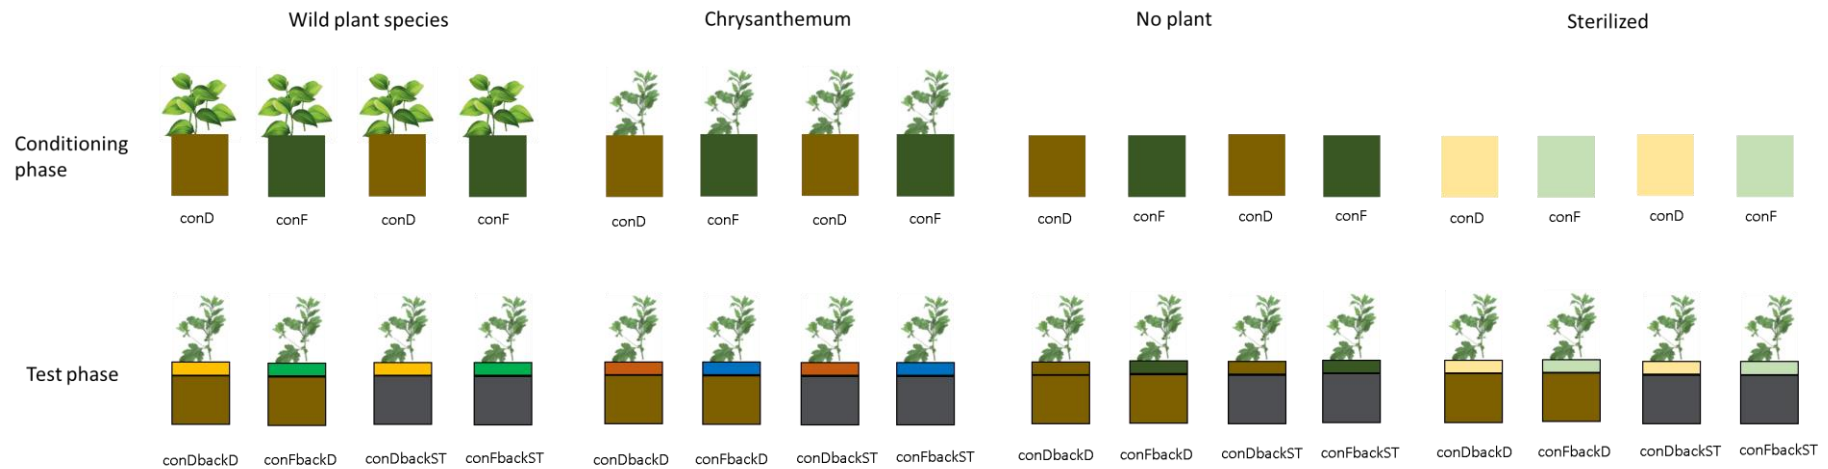 Wild plant species
Chrysanthemum
No plant
Sterilized
Conditioning
phase
conD
conF
conD
conF
conD
conF
conD
conF
conD
conF
conD
conF
conD
conF
conD
conF
Test phase
conDbackD
conFbackD
conDbackST
conFbackST
conDbackD
conFbackD
conDbackST
conFbackST
conDbackD
conFbackD
conDbackST
conFbackST
conDbackD
conFbackD
conDbackST
conFbackST